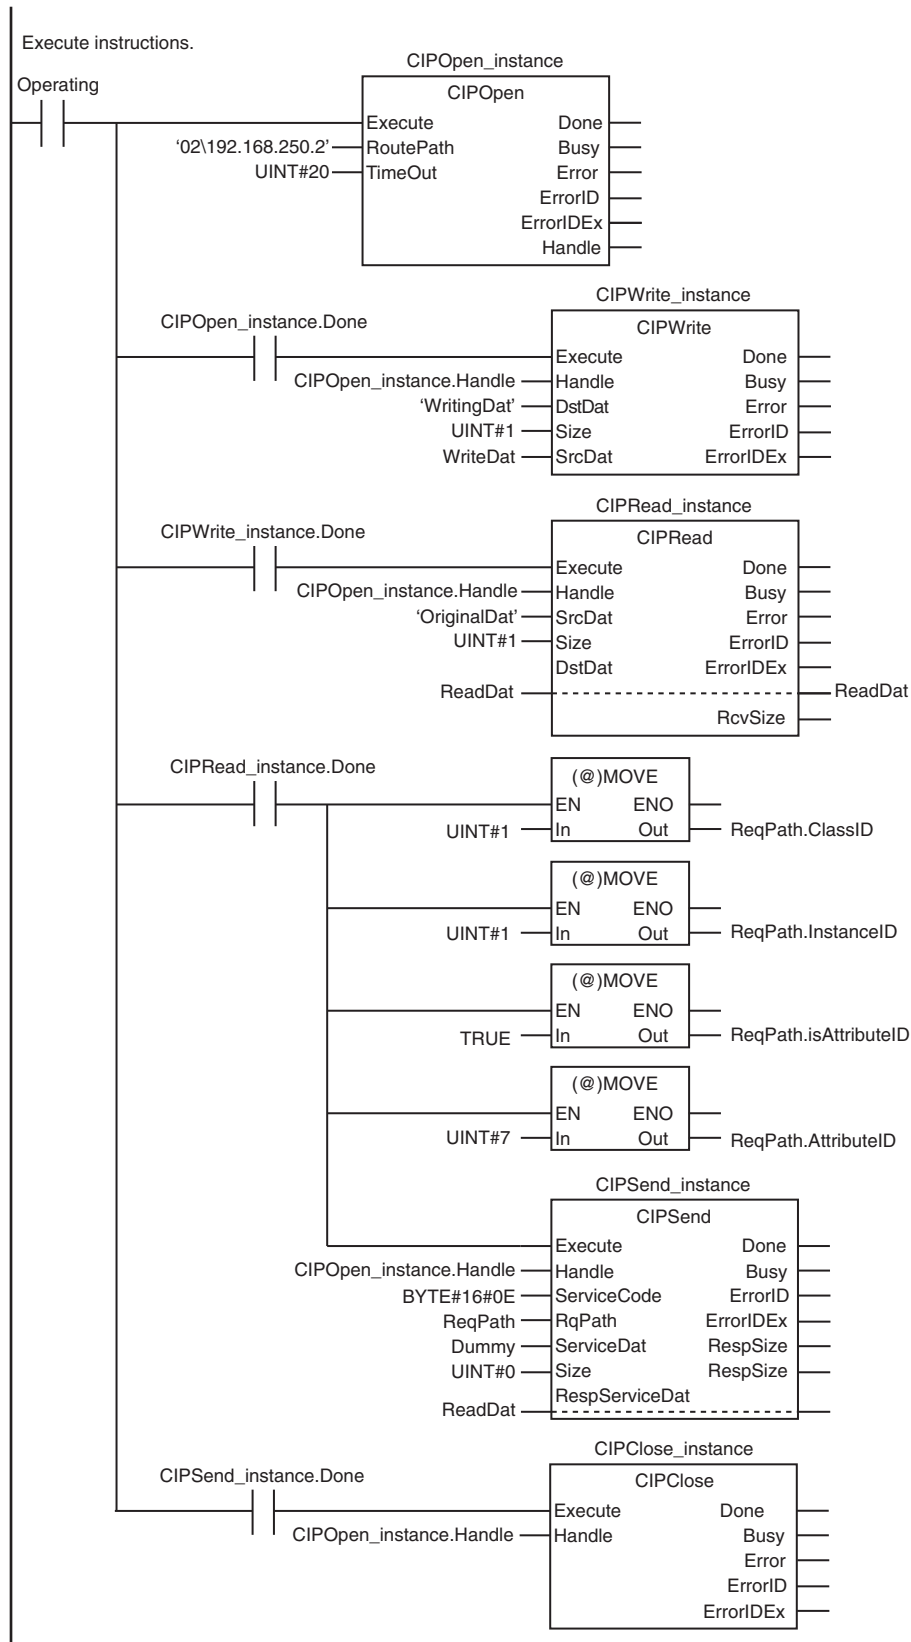 Execute instructions.
Operating
CIPOpen_instance
CIPOpen
Execute Done
'02\192.168.250.2' RoutePath Busy
UINT#20 TimeOut Error
ErrorID
ErrorIDEx
Handle
CIPWrite_instance
CIPOpen_instance.Done
CIPWrite
Execute Done
CIPOpen_instance.Handle Handle Busy
‘WritingDat’ DstDat Error
UINT#1 Size ErrorID
WriteDat SrcDat ErrorIDEx
CIPRead_instance
CIPWrite_instance.Done
CIPRead
Execute Done
CIPOpen_instance.Handle Handle Busy
‘OriginalDat’ SrcDat Error
UINT#1 Size ErrorID
DstDat ErrorIDEx
ReadDat ReadDat
RcvSize
CIPRead_instance.Done
(@)MOVE
EN ENO
UINT#1 In Out ReqPath.ClassID
(@)MOVE
EN ENO
UINT#1 In Out ReqPath.InstanceID
(@)MOVE
EN ENO
TRUE In Out ReqPath.isAttributeID
(@)MOVE
EN ENO
UINT#7 In Out ReqPath.AttributeID
CIPSend_instance
CIPSend
Execute Done
CIPOpen_instance.Handle Handle Busy
BYTE#16#0E ServiceCode ErrorID
ReqPath RqPath ErrorIDEx
Dummy ServiceDat RespSize
UINT#0 Size RespSize
RespServiceDat
ReadDat
CIPClose_instance
CIPSend_instance.Done
CIPClose
Execute Done
CIPOpen_instance.Handle Handle Busy
Error
ErrorID
ErrorIDEx